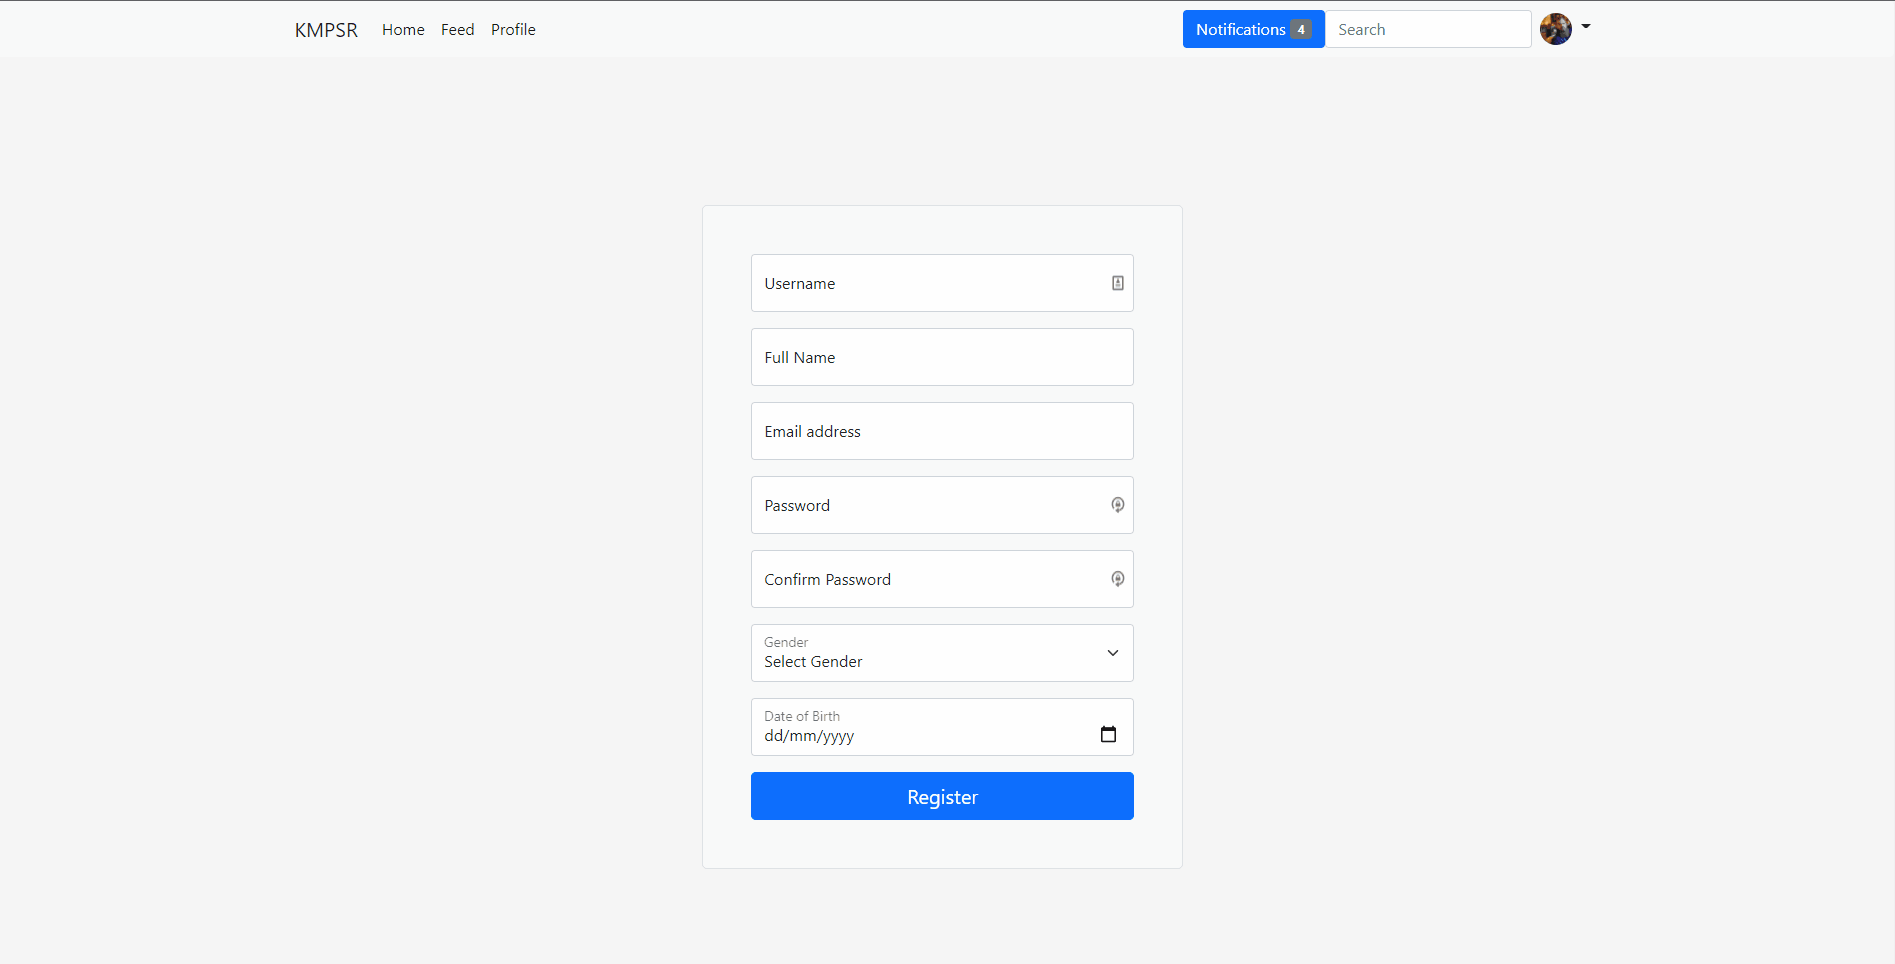 KMPSR Home Feed Profile Notifications 4 Search
Username
Full Name
Email address
Password
Confirm Password
Gender
Select Gender
Date of Birth
dd/mm/yyyy
Register